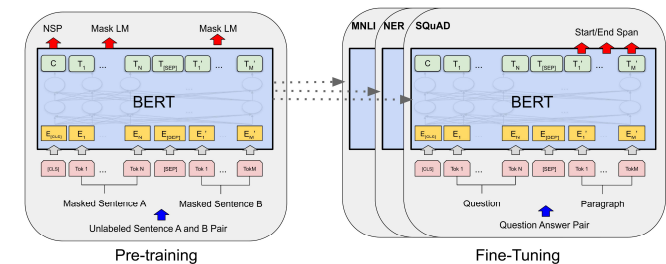 NSP Mask LM Mask LM
C T1 ... TN T[SEP] T1' ... TM'
BERT
E[CLS] E1 EN E[SEP] E1' EM'
[CLS] Tok 1 ... Tok N [SEP] Tok 1 ... TokM
Masked Sentence A Masked Sentence B
Unlabeled Sentence A and B Pair
Pre-training
MNLI NER SQuAD
Start/End Span
C T1 ... TN T[SEP] T1' ... TM'
BERT
E[CLS] E1 EN E[SEP] E1' EM'
[CLS] Tok 1 ... Tok N [SEP] Tok 1 ... TokM
Question Paragraph
Question Answer Pair
Fine-Tuning